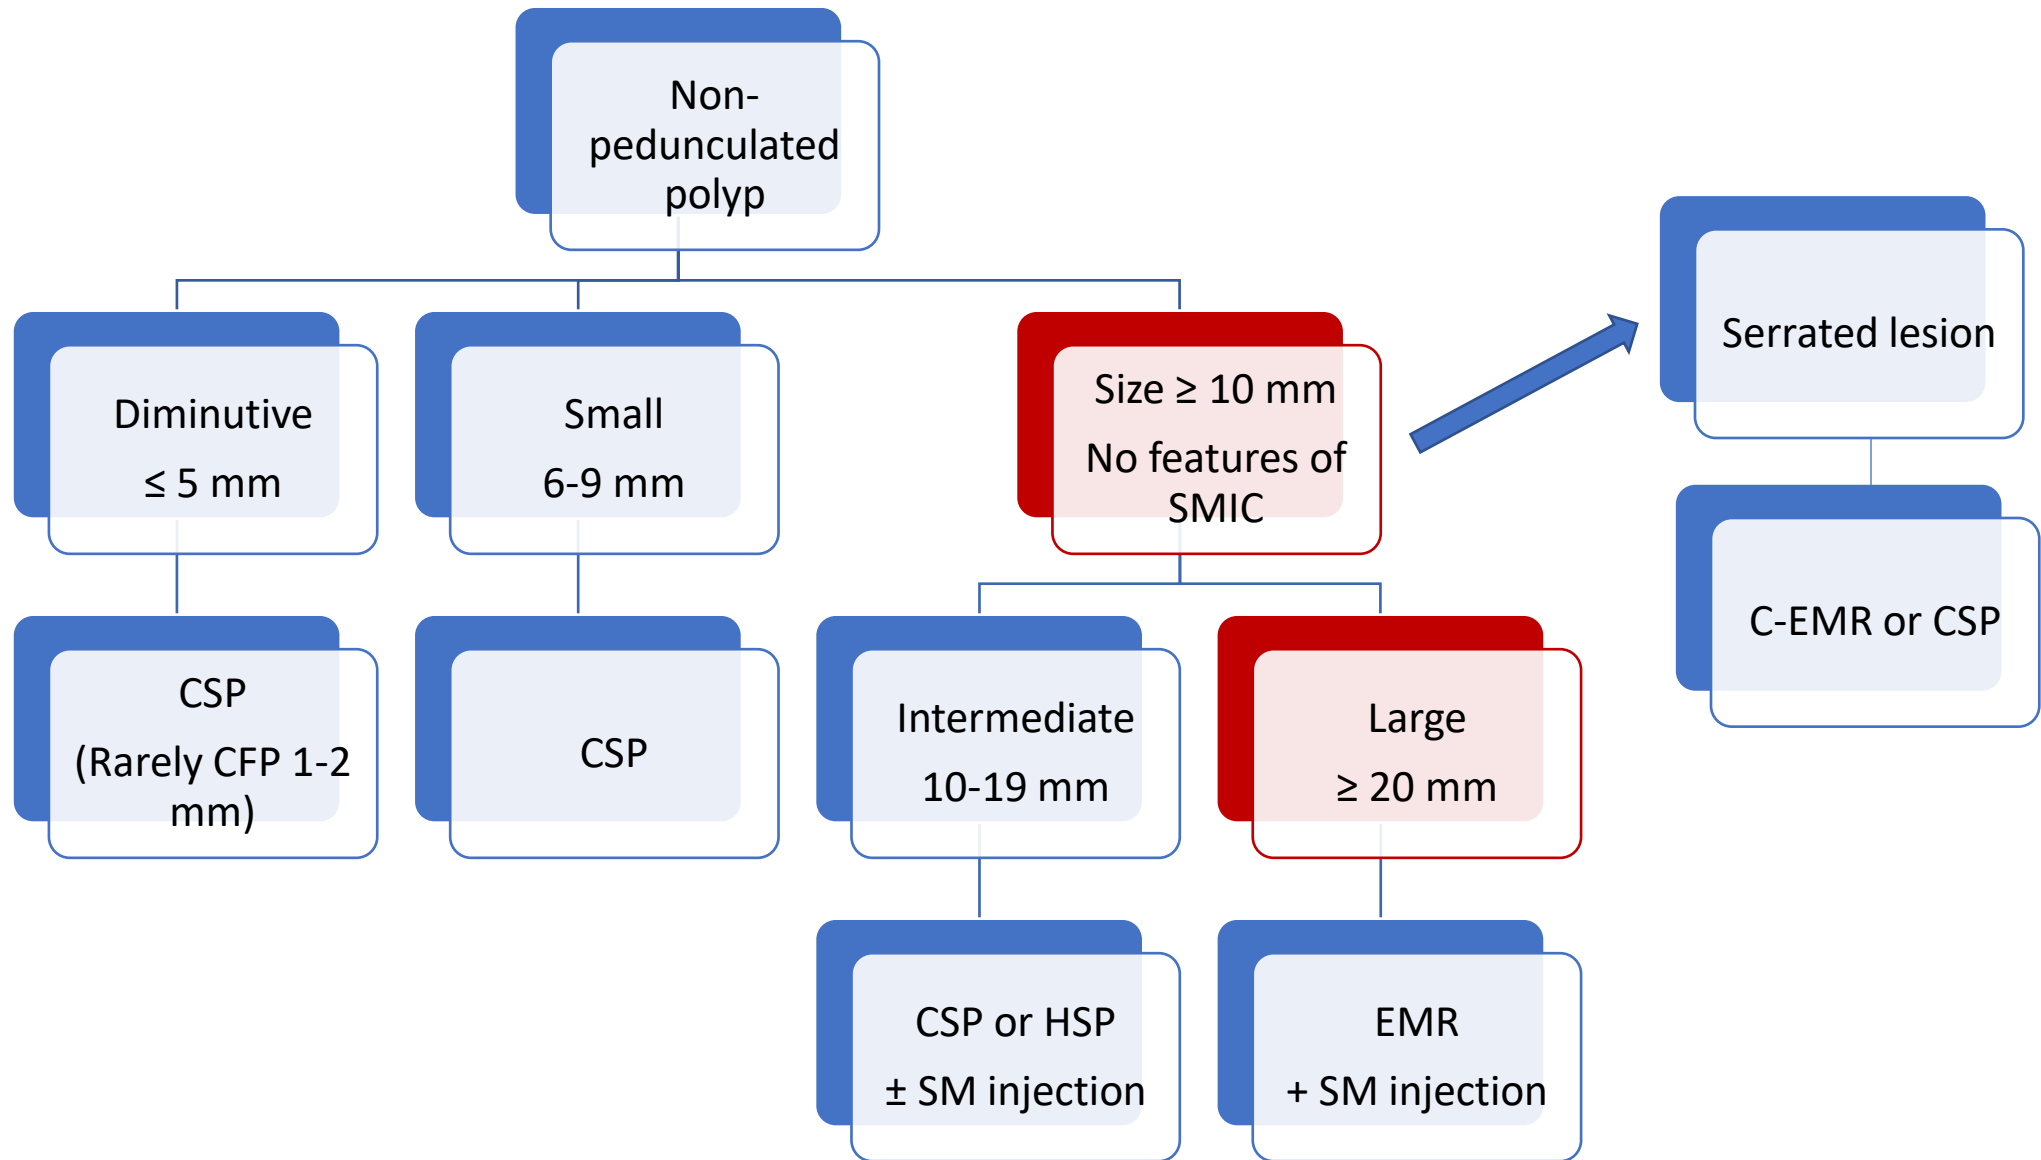 Non-
pedunculated
polyp
Diminutive
≤ 5 mm
Small
6-9 mm
Size ≥ 10 mm
No features of
SMIC
Serrated lesion
CSP
(Rarely CFP 1-2
mm)
CSP
Intermediate
10-19 mm
Large
≥ 20 mm
C-EMR or CSP
CSP or HSP
± SM injection
EMR
+ SM injection